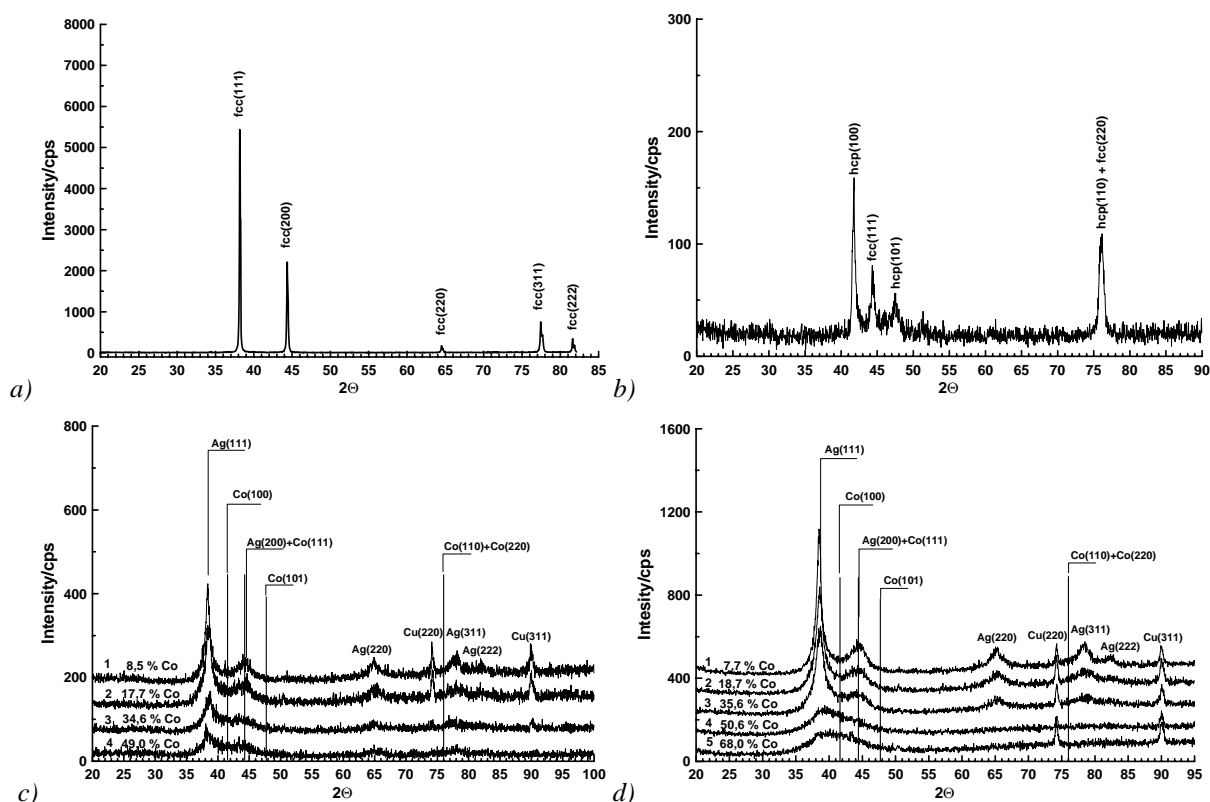 8000
7000
6000
5000
4000
3000
2000
1000
0
Intensity/cps
fcc(111)
fcc(200)
fcc(220)
fcc(311)
fcc(222)
20 25 30 35 40 45 50 55 60 65 70 75 80 85
2Θ
a)
300
200
100
0
Intensity/cps
hcp(100)
fcc(111)
hcp(101)
hcp(110) + fcc(220)
20 25 30 35 40 45 50 55 60 65 70 75 80 85 90
2Θ
b)
800
600
400
200
0
Intensity/cps
Ag(111)
Co(100)
Ag(200)+Co(111)
Co(101)
Co(110)+Co(220)
Ag(220)
Cu(220)
Ag(311)
Ag(222)
Cu(311)
1 8,5 % Co
2 17,7 % Co
3 34,6 % Co
4 49,0 % Co
20 25 30 35 40 45 50 55 60 65 70 75 80 85 90 95 100
2Θ
c)
1600
1200
800
400
0
Intesity/cps
Ag(111)
Co(100)
Ag(200)+Co(111)
Co(101)
Co(110)+Co(220)
Ag(220)
Cu(220)
Ag(311)
Ag(222)
Cu(311)
1 7,7 % Co
2 18,7 % Co
3 35,6 % Co
4 50,6 % Co
5 68,0 % Co
20 25 30 35 40 45 50 55 60 65 70 75 80 85 90 95
2Θ
d)